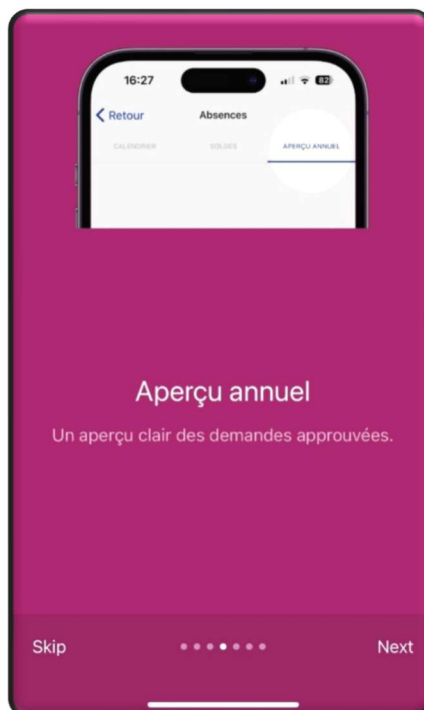 16:27
82
Retour
Absences
CALENDRIER
SOLDES
APERÇU ANNUEL
Aperçu annuel
Un aperçu clair des demandes approuvées.
Skip
Next